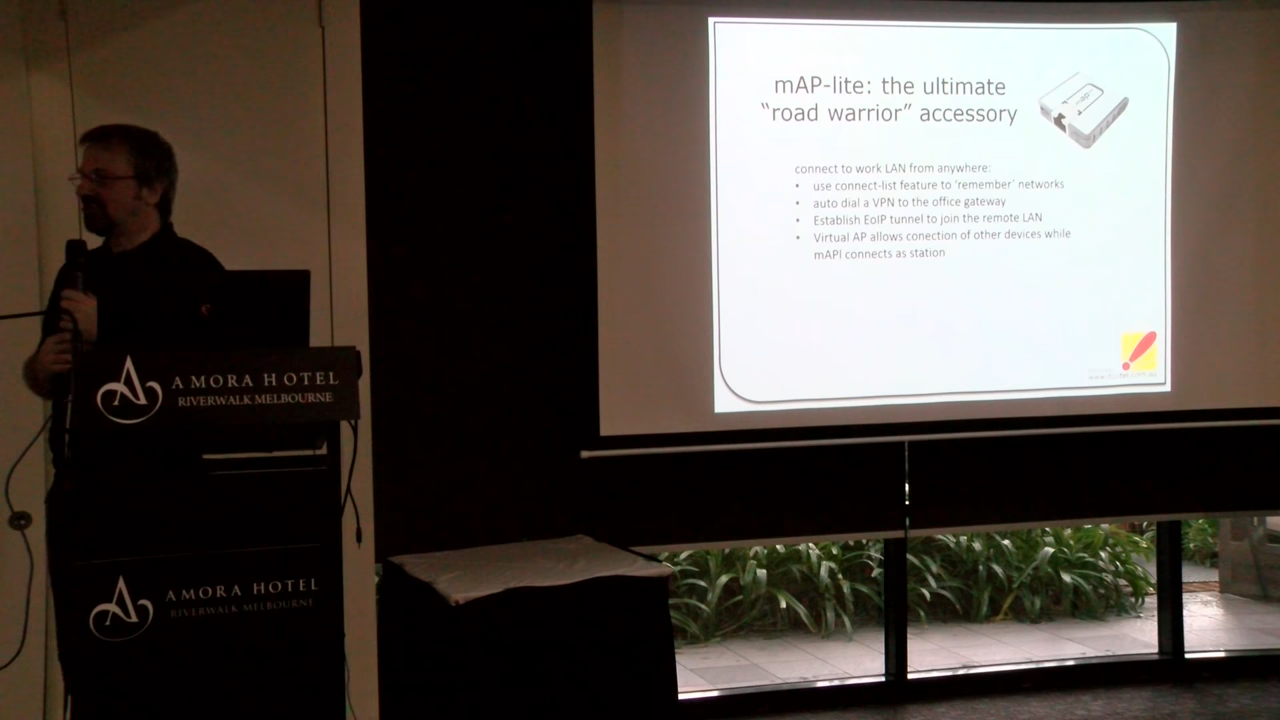 mAP-lite: the ultimate
“road warrior” accessory
connect to work LAN from anywhere:
• use connect-list feature to ‘remember’ networks
• auto dial a VPN to the office gateway
• Establish EoIP tunnel to join the remote LAN
• Virtual AP allows conection of other devices while
mAPl connects as station
AMORA HOTEL
RIVERWALK MELBOURNE
AMORA HOTEL
RIVERWALK MELBOURNE